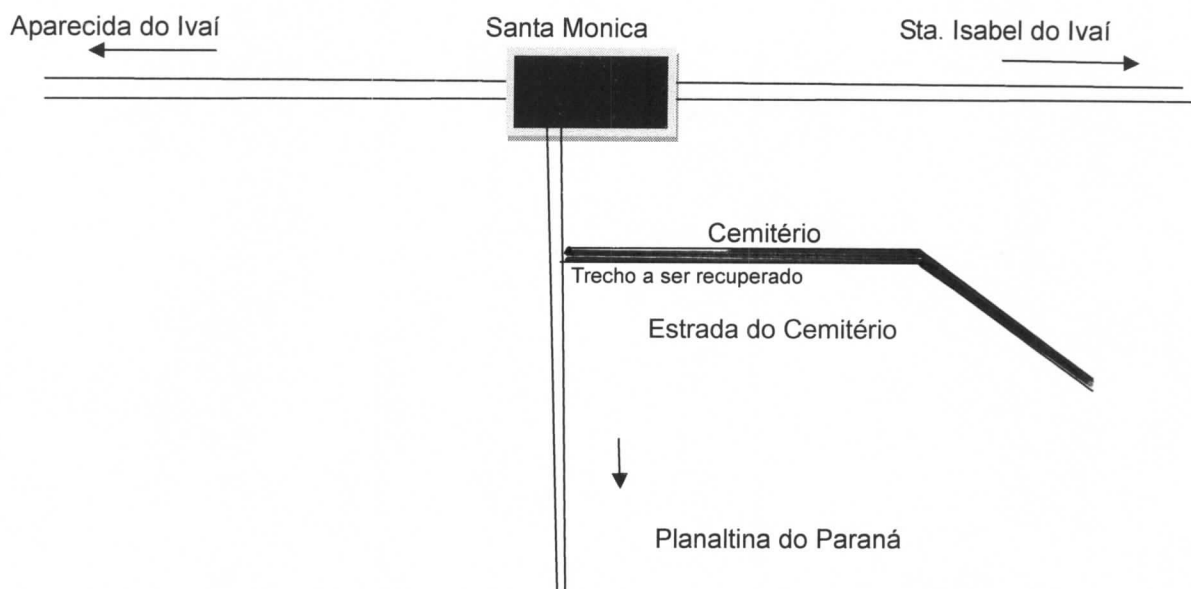 Aparecida do Ivaí
Santa Monica
Sta. Isabel do Ivaí
Cemitério
Trecho a ser recuperado
Estrada do Cemitério
Planaltina do Paraná